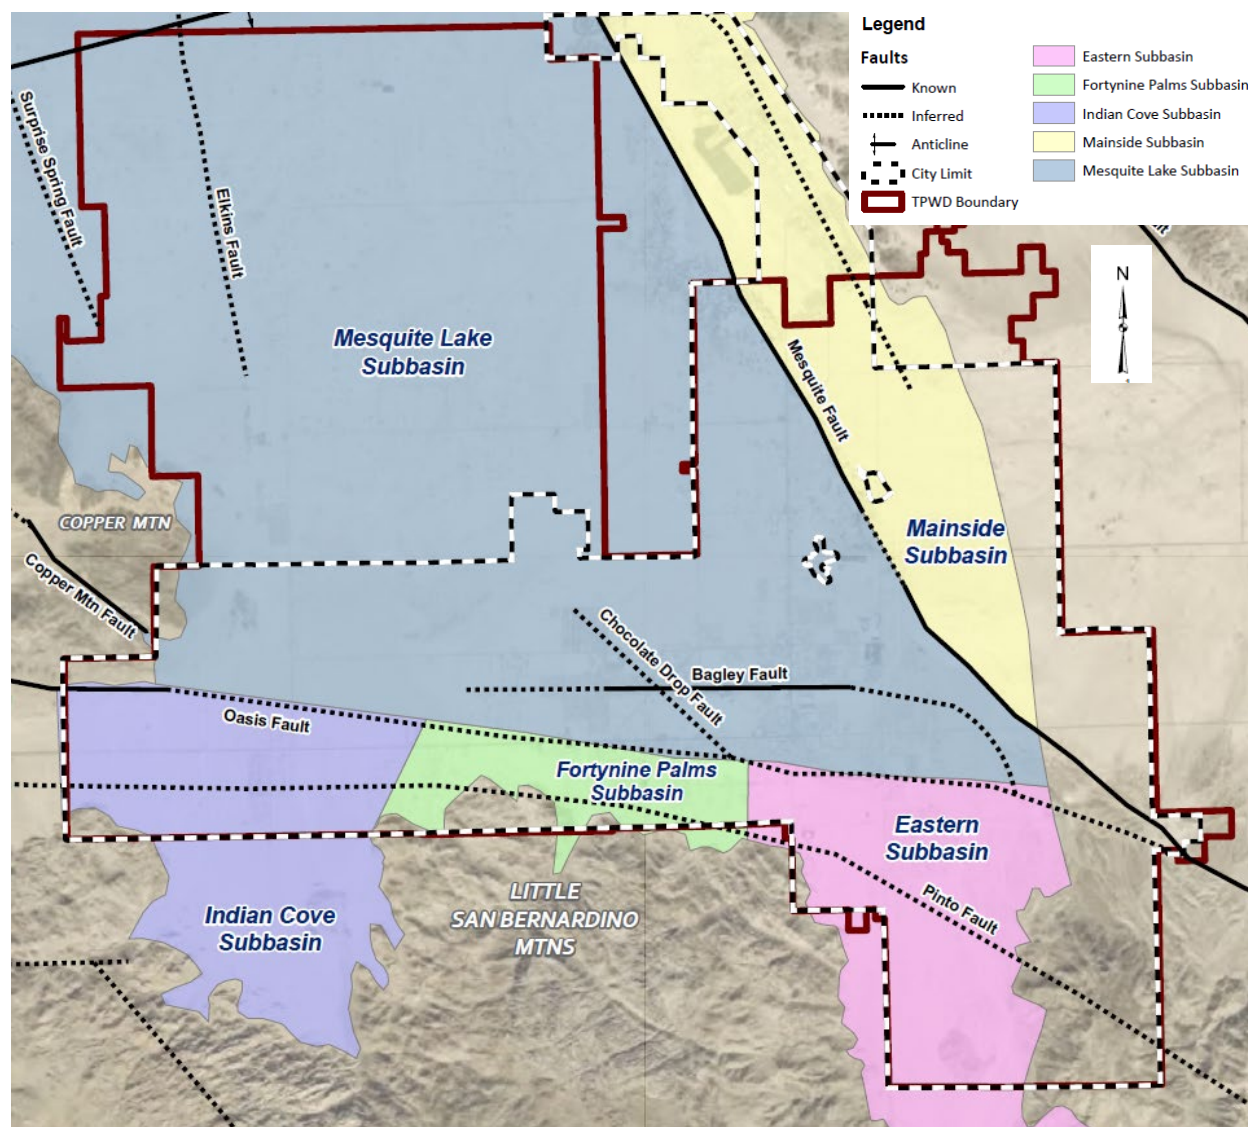 Legend
Faults
Known
Inferred
Anticline
City Limit
TPWD Boundary
Eastern Subbasin
Fortynine Palms Subbasin
Indian Cove Subbasin
Mainside Subbasin
Mesquite Lake Subbasin
N
Surprise Spring Fault
Elkins Fault
Mesquite Lake
Subbasin
Mesquite Fault
COPPER MTN
Copper Mtn Fault
Mainside
Subbasin
Chocolate Drop Fault
Bagley Fault
Oasis Fault
Fortynine Palms
Subbasin
Eastern
Subbasin
Pinto Fault
LITTLE
SAN BERNARDINO
MTNS
Indian Cove
Subbasin